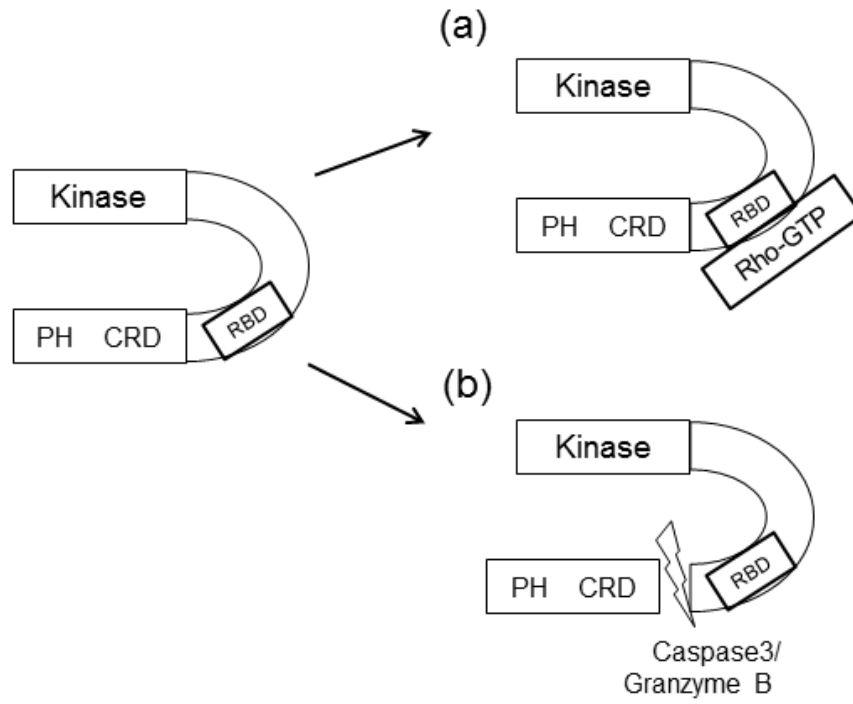 (a)
Kinase
PH CRD
RBD
Kinase
PH CRD
RBD
Rho-GTP
(b)
Kinase
PH CRD
RBD
Caspase3/
Granzyme B